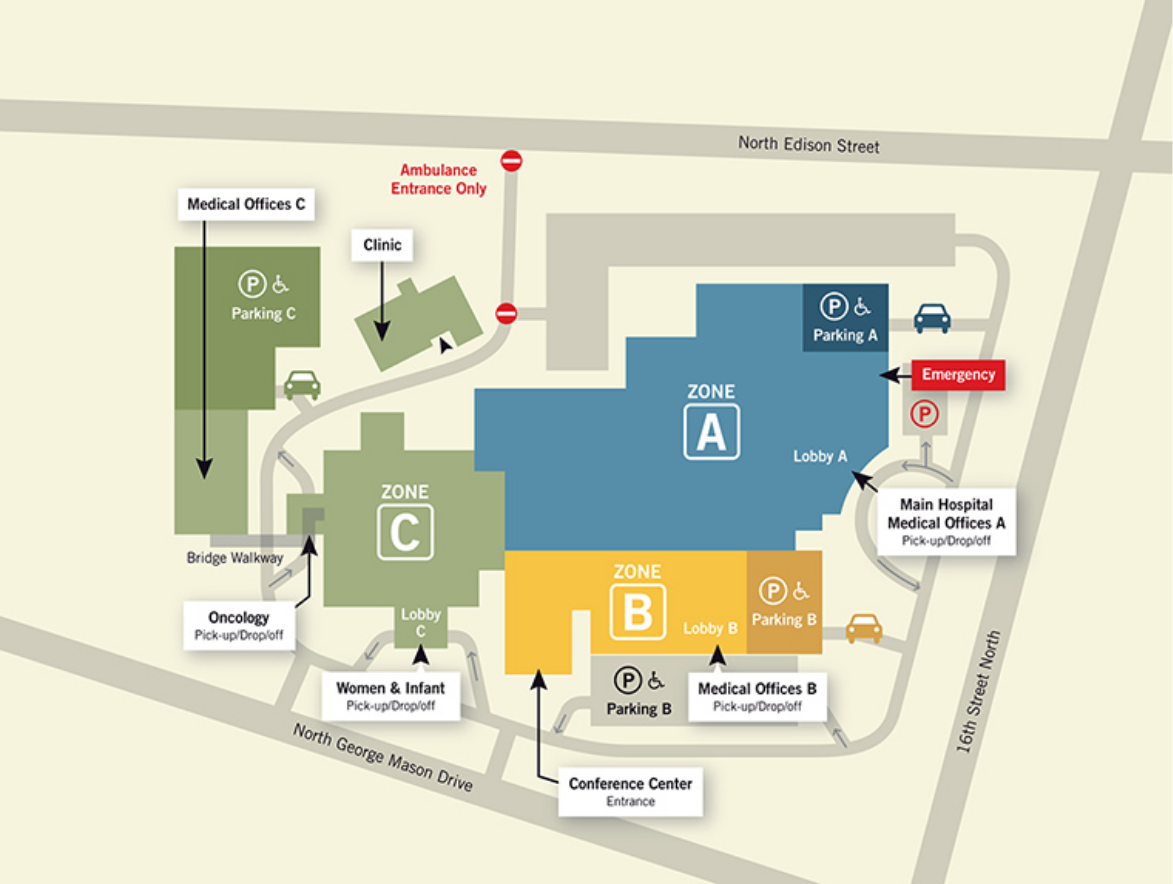 North Edison Street
Ambulance
Entrance Only
Medical Offices C
Clinic
P
Parking C
P
Parking A
Emergency
P
ZONE
A
Lobby A
Main Hospital
Medical Offices A
Pick-up/Drop/off
ZONE
C
Bridge Walkway
Oncology
Pick-up/Drop/off
Lobby
C
ZONE
B
Lobby B
P
Parking B
Women & Infant
Pick-up/Drop/off
P
Parking B
Medical Offices B
Pick-up/Drop/off
16th Street North
North George Mason Drive
Conference Center
Entrance